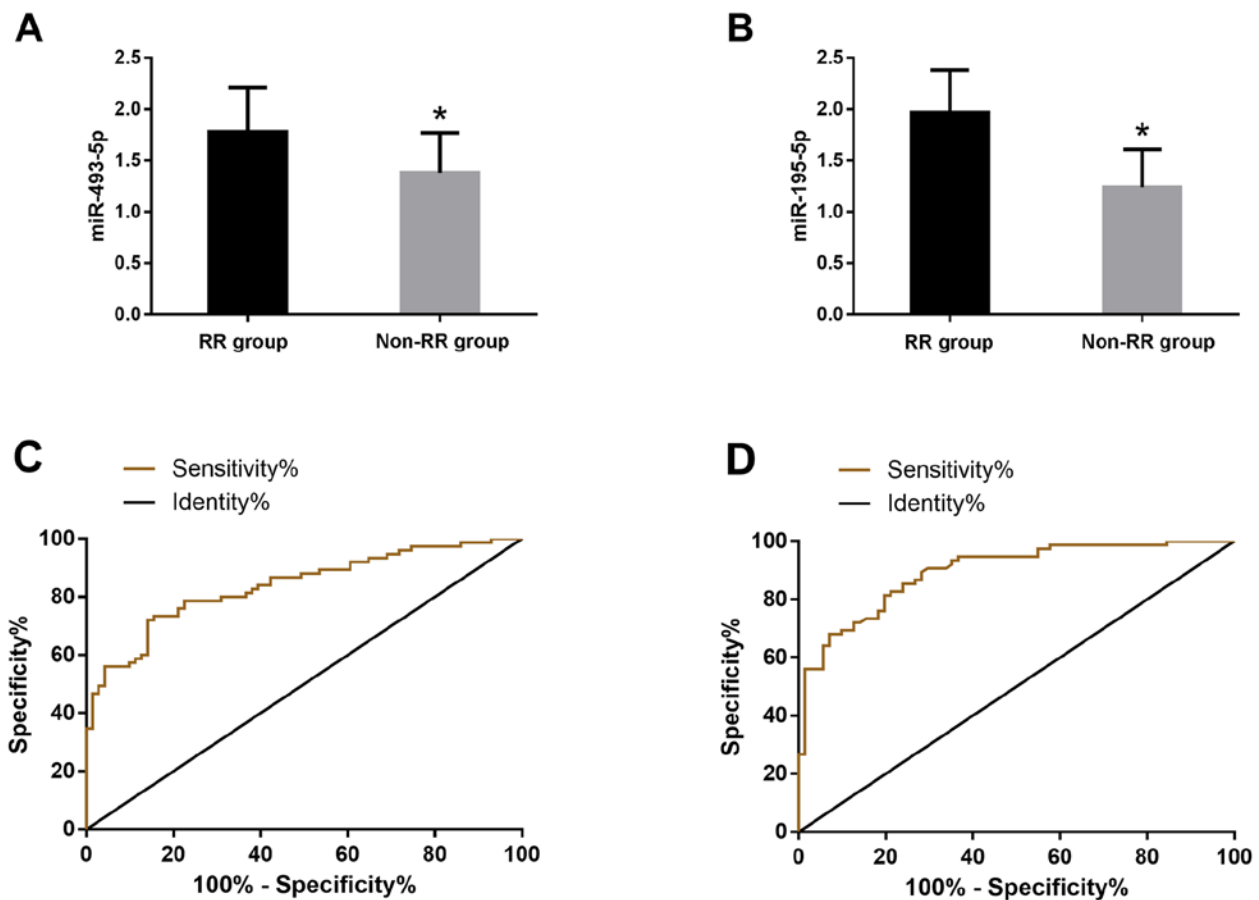 A
miR-493-5p
2.5
2.0
1.5
1.0
0.5
0.0
*
RR group
Non-RR group
B
miR-195-5p
2.5
2.0
1.5
1.0
0.5
0.0
*
RR group
Non-RR group
C
Sensitivity%
Identity%
Specificity%
100
80
60
40
20
0
0 20 40 60 80 100
100% - Specificity%
D
Sensitivity%
Identity%
Specificity%
100
80
60
40
20
0
0 20 40 60 80 100
100% - Specificity%